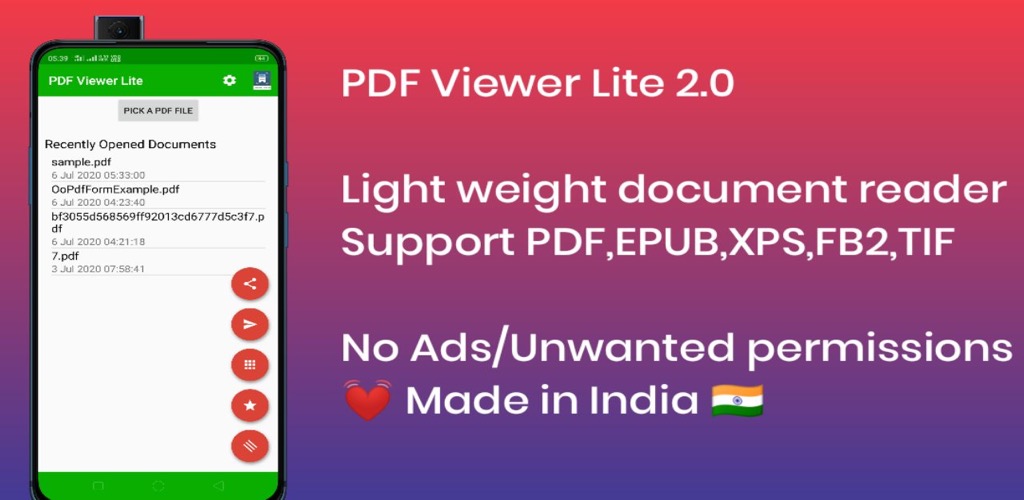 05:39
PDF Viewer Lite
PICK A PDF FILE
Recently Opened Documents
sample.pdf
6 Jul 2020 05:33:00
OoPdfFormExample.pdf
6 Jul 2020 04:23:40
bf3055d568569ff92013cd6777d5c3f7.p
df
6 Jul 2020 04:21:18
7.pdf
3 Jul 2020 07:58:41
PDF Viewer Lite 2.0
Light weight document reader
Support PDF,EPUB,XPS,FB2,TIF
No Ads/Unwanted permissions
💓 Made in India 🇮🇳